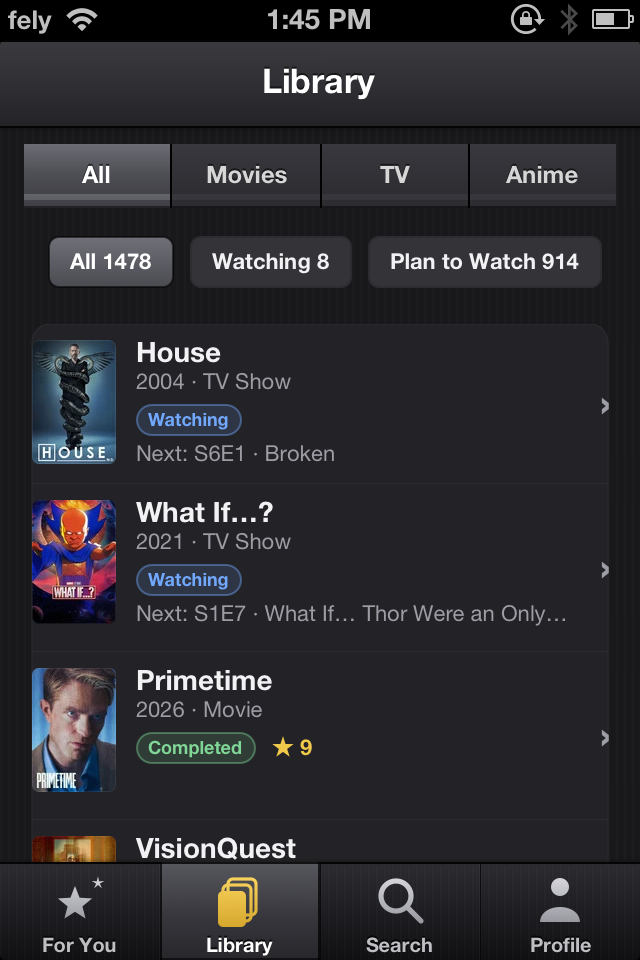 fely 1:45 PM
Library
All Movies TV Anime
All 1478 Watching 8 Plan to Watch 914
House
2004 · TV Show
Watching
Next: S6E1 · Broken
HOUSE
What If...?
2021 · TV Show
Watching
Next: S1E7 · What If... Thor Were an Only...
WHAT IF...?
Primetime
2026 · Movie
Completed ★ 9
PRIMETIME
VisionQuest
For You Library Search Profile